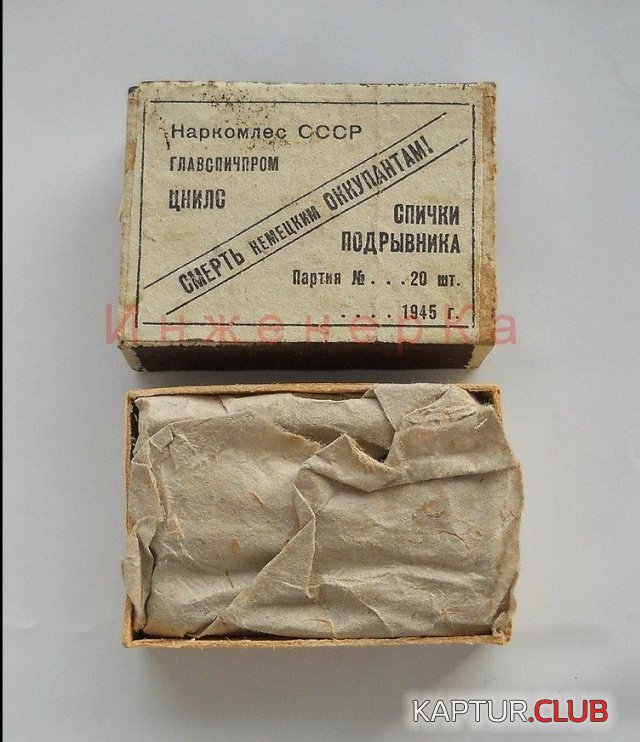 Наркомлес СССР
ГЛАВСПИЧПРОМ
ЦНИЛС
СМЕРТЬ НЕМЕЦКИМ ОККУПАНТАМ!
СПИЧКИ
ПОДРЫВНИКА
Партия № . . . 20 шт.
. . . . 1945 г.
ИнженерКа
KAPTUR.CLUB